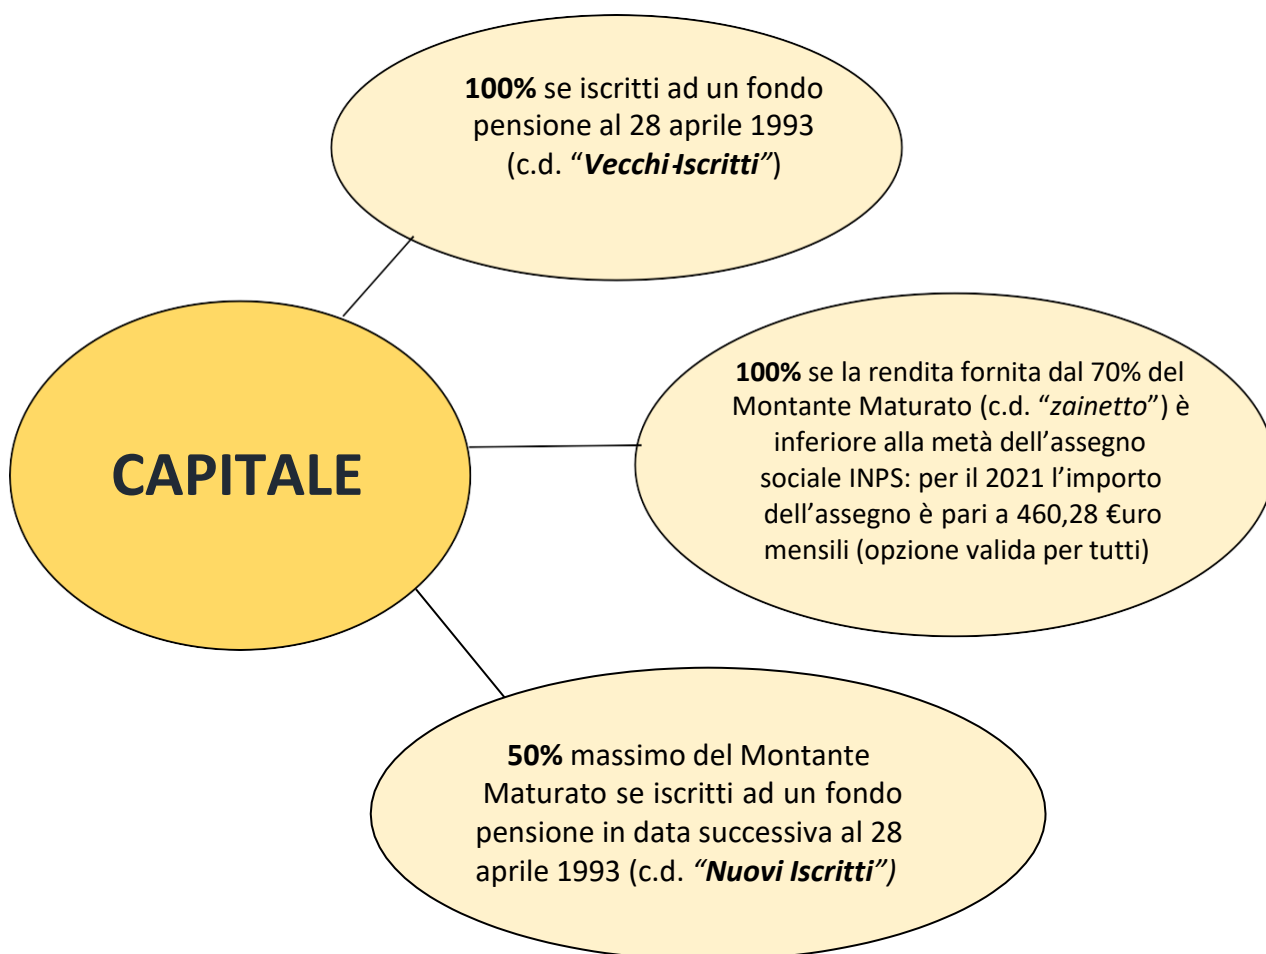 100% se iscritti ad un fondo
pensione al 28 aprile 1993
(c.d. “Vecchi-Iscritti”)
CAPITALE
100% se la rendita fornita dal 70% del
Montante Maturato (c.d. “zainetto”) è
inferiore alla metà dell’assegno
sociale INPS: per il 2021 l’importo
dell’assegno è pari a 460,28 €uro
mensili (opzione valida per tutti)
50% massimo del Montante
Maturato se iscritti ad un fondo
pensione in data successiva al 28
aprile 1993 (c.d. “Nuovi Iscritti”)